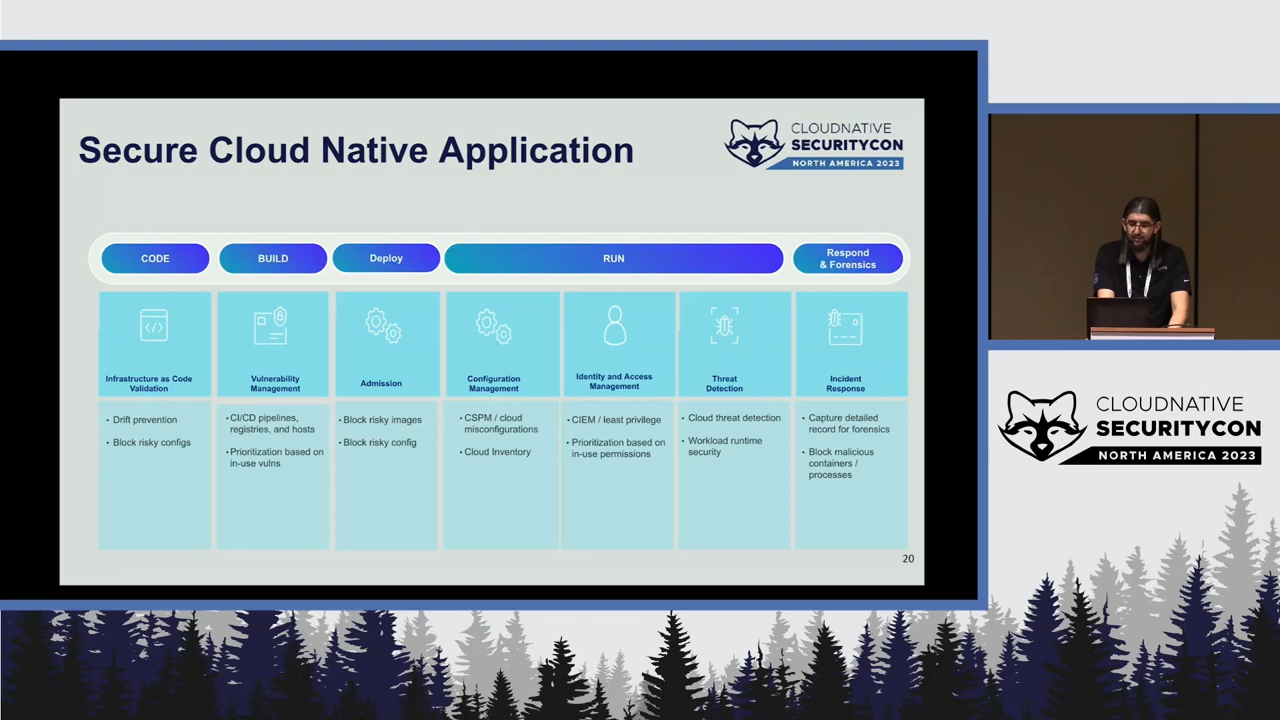 Secure Cloud Native Application
CLOUDNATIVE
SECURITYCON
NORTH AMERICA 2023
CODE
BUILD
Deploy
RUN
Respond
& Forensics
Infrastructure as Code
Validation
Vulnerability
Management
Admission
Configuration
Management
Identity and Access
Management
Threat
Detection
Incident
Response
• Drift prevention
• Block risky configs
• CI/CD pipelines,
registries, and hosts
• Prioritization based on
in-use vulns
• Block risky images
• Block risky config
• CSPM / cloud
misconfigurations
• Cloud Inventory
• CIEM / least privilege
• Prioritization based on
in-use permissions
• Cloud threat detection
• Workload runtime
security
• Capture detailed
record for forensics
• Block malicious
containers /
processes
20
CLOUDNATIVE
SECURITYCON
NORTH AMERICA 2023